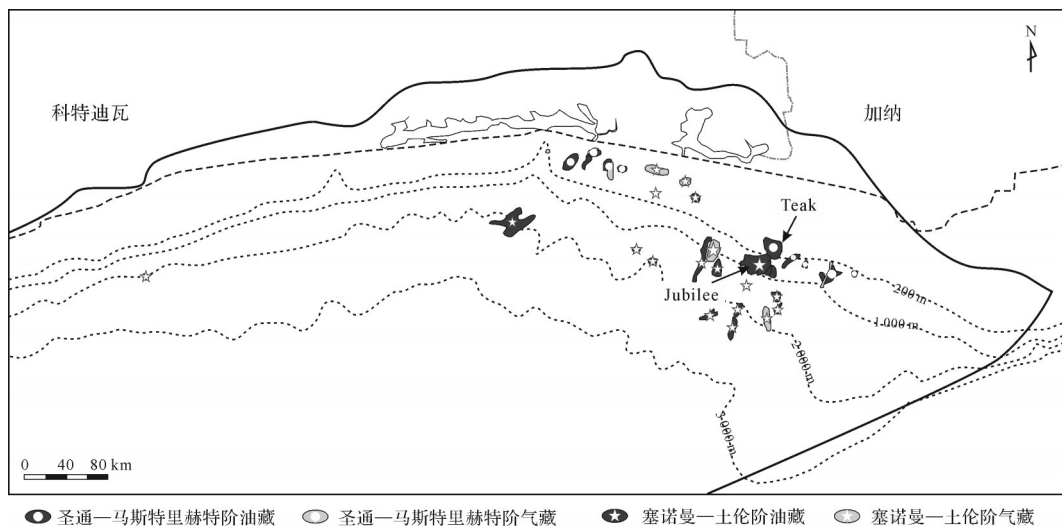 N
科特迪瓦
加纳
Teak
Jubilee
200 m
1 000 m
2 000 m
3 000 m
0 40 80 km
圣通—马斯特里赫特阶油藏 圣通—马斯特里赫特阶气藏 塞诺曼—土伦阶油藏 塞诺曼—土伦阶气藏